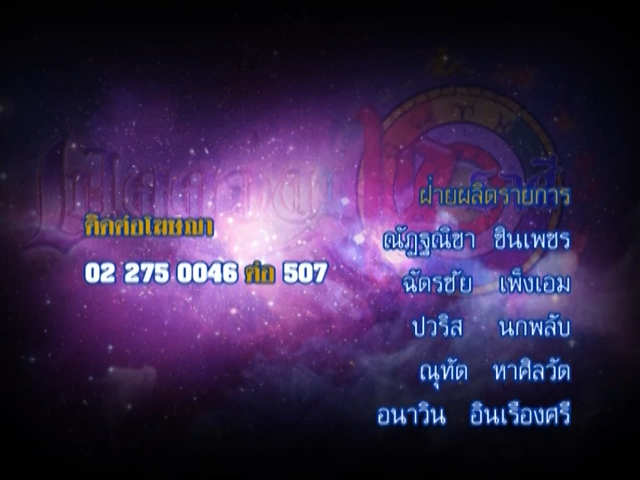 ติดต่อโฆษณา
02 275 0046 ต่อ 507
ฝ่ายผลิตรายการ
ณัฏฐณิชา ชินเพชร
ฉัตรชัย เพ็งเอม
ปวริส นกพลับ
ณุทัด หาศิลวัด
อนาวิน อินเรืองศรี